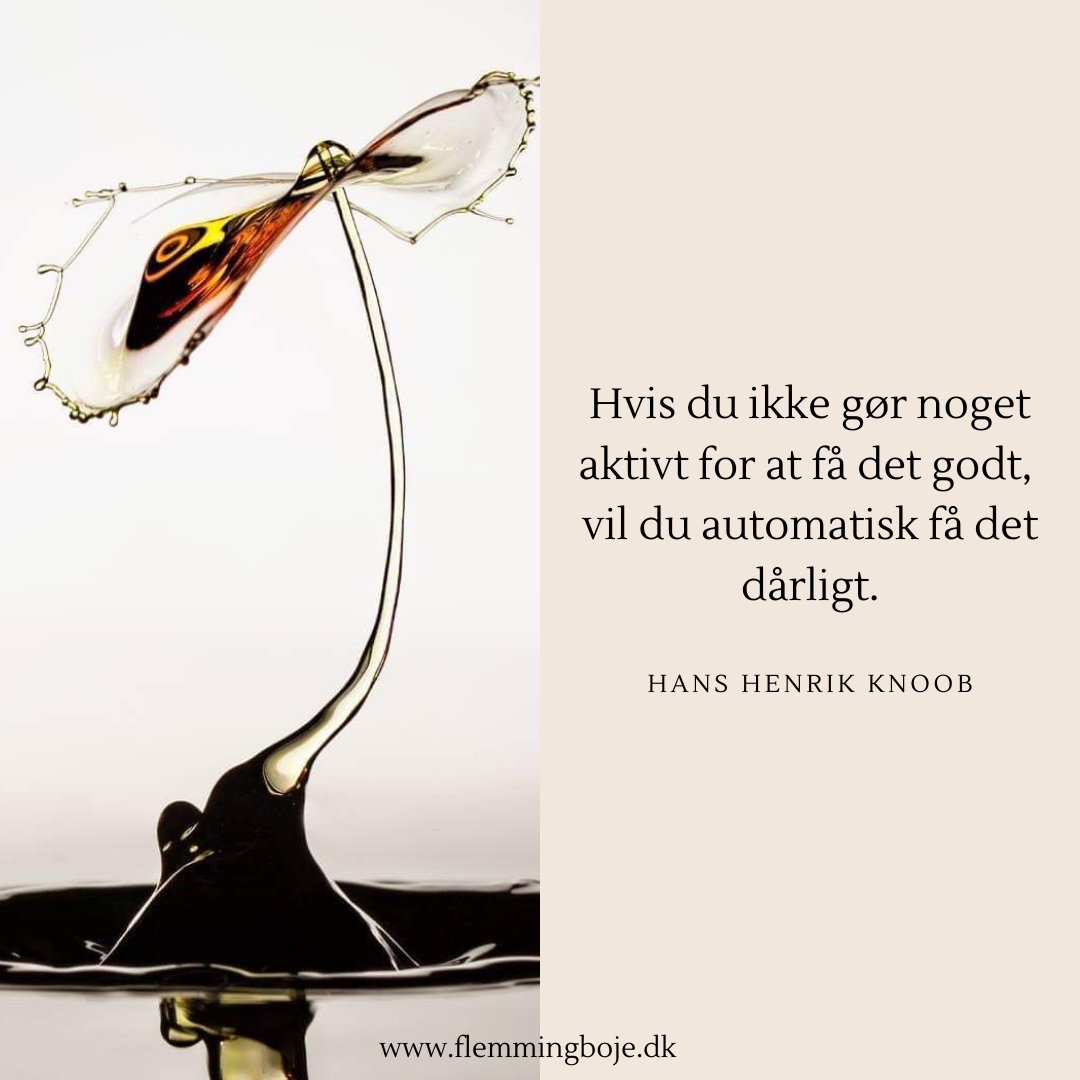 Hvis du ikke gør noget
aktivt for at få det godt,
vil du automatisk få det
dårligt.
HANS HENRIK KNOOB
www.flemmingboje.dk